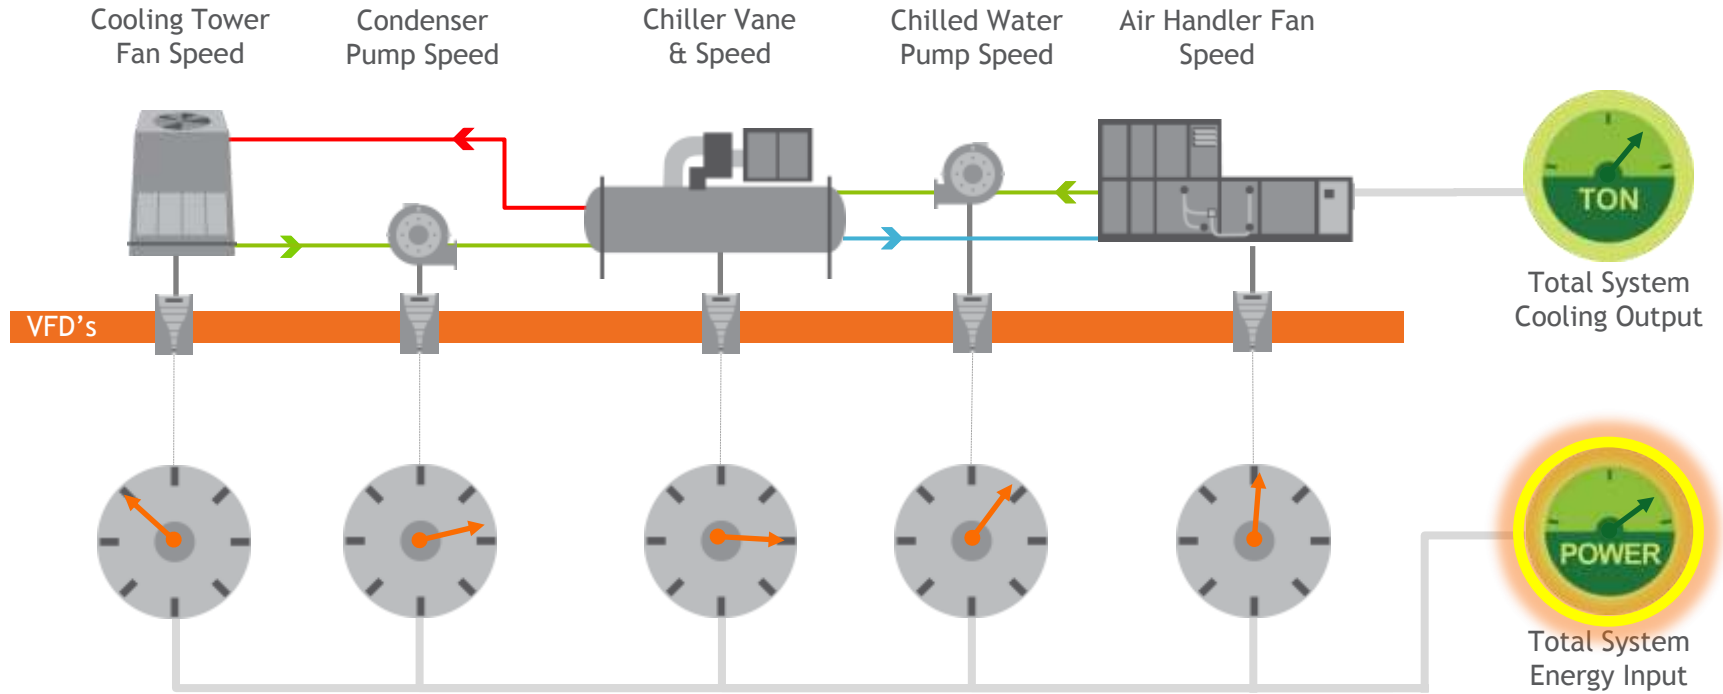 Cooling Tower
Fan Speed
Condenser
Pump Speed
Chiller Vane
& Speed
Chilled Water
Pump Speed
Air Handler Fan
Speed
TON
Total System
Cooling Output
VFD's
POWER
Total System
Energy Input